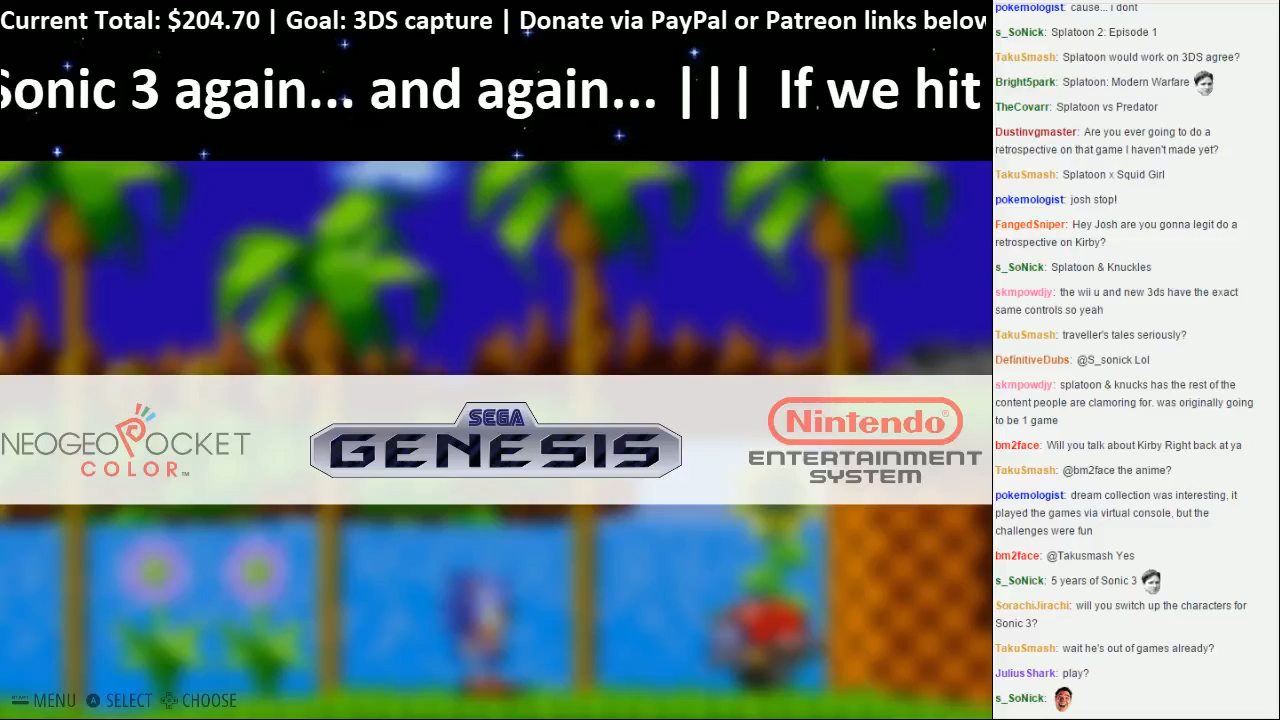 Current Total: $204.70 | Goal: 3DS capture | Donate via PayPal or Patreon links below
Sonic 3 again... and again... ||| If we hit
NEOGEO POCKET
COLOR™
SEGA
GENESIS
Nintendo®
ENTERTAINMENT
SYSTEM
START MENU A SELECT CHOOSE
pokemologist: cause... i dont
s_SoNick: Splatoon 2: Episode 1
TakuSmash: Splatoon would work on 3DS agree?
Bright5park: Splatoon: Modern Warfare
TheCovarr: Splatoon vs Predator
Dustinvgmaster: Are you ever going to do a
retrospective on that game I haven't made yet?
TakuSmash: Splatoon x Squid Girl
pokemologist: josh stop!
FangedSniper: Hey Josh are you gonna legit do a
retrospective on Kirby?
s_SoNick: Splatoon & Knuckles
skmpowdjy: the wii u and new 3ds have the exact
same controls so yeah
TakuSmash: traveller's tales seriously?
DefinitiveDubs: @S_sonick Lol
skmpowdjy: splatoon & knucks has the rest of the
content people are clamoring for. was originally going
to be 1 game
bm2face: Will you talk about Kirby Right back at ya
TakuSmash: @bm2face the anime?
pokemologist: dream collection was interesting, it
played the games via virtual console, but the
challenges were fun
bm2face: @Takusmash Yes
s_SoNick: 5 years of Sonic 3
SorachiJirachi: will you switch up the characters for
Sonic 3?
TakuSmash: wait he's out of games already?
JuliusShark: play?
s_SoNick: